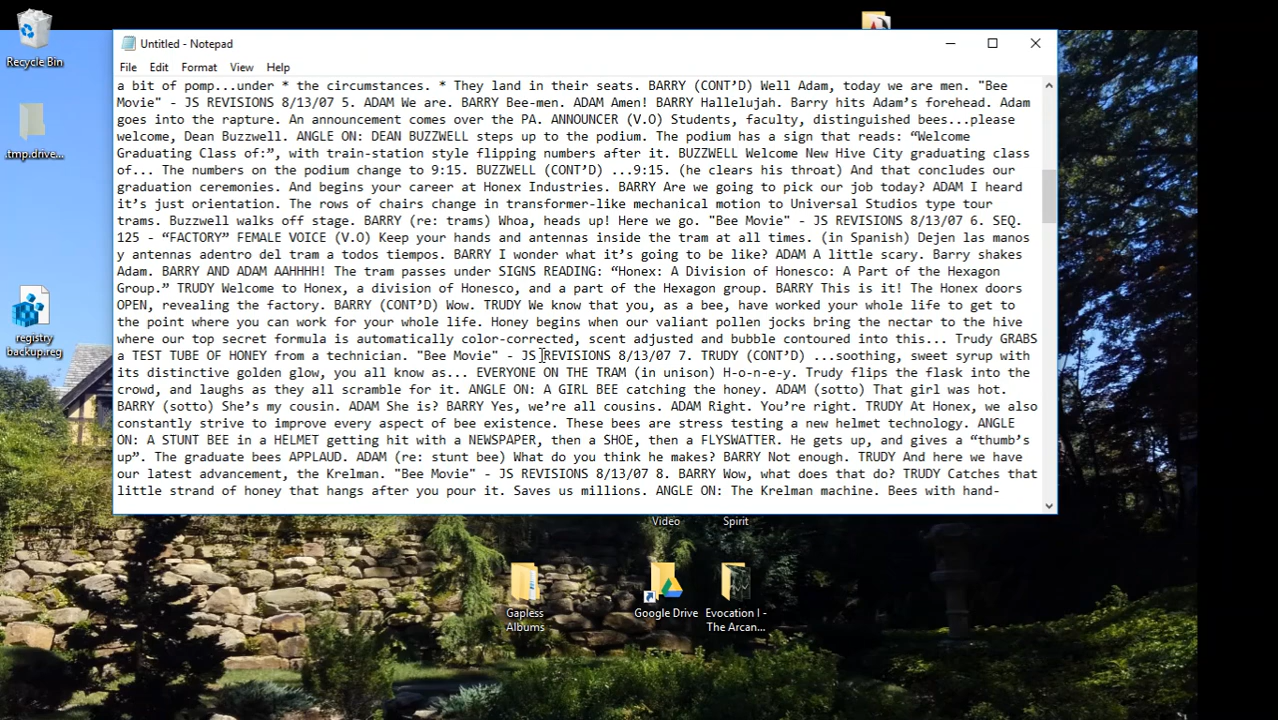 Recycle Bin
.tmp.drive...
registry
backup.reg
Untitled - Notepad
File Edit Format View Help
a bit of pomp...under * the circumstances. * They land in their seats. BARRY (CONT’D) Well Adam, today we are men. "Bee
Movie" - JS REVISIONS 8/13/07 5. ADAM We are. BARRY Bee-men. ADAM Amen! BARRY Hallelujah. Barry hits Adam’s forehead. Adam
goes into the rapture. An announcement comes over the PA. ANNOUNCER (V.O) Students, faculty, distinguished bees...please
welcome, Dean Buzzwell. ANGLE ON: DEAN BUZZWELL steps up to the podium. The podium has a sign that reads: “Welcome
Graduating Class of:”, with train-station style flipping numbers after it. BUZZWELL Welcome New Hive City graduating class
of... The numbers on the podium change to 9:15. BUZZWELL (CONT’D) ...9:15. (he clears his throat) And that concludes our
graduation ceremonies. And begins your career at Honex Industries. BARRY Are we going to pick our job today? ADAM I heard
it’s just orientation. The rows of chairs change in transformer-like mechanical motion to Universal Studios type tour
trams. Buzzwell walks off stage. BARRY (re: trams) Whoa, heads up! Here we go. "Bee Movie" - JS REVISIONS 8/13/07 6. SEQ.
125 - “FACTORY” FEMALE VOICE (V.O) Keep your hands and antennas inside the tram at all times. (in Spanish) Dejen las manos
y antennas adentro del tram a todos tiempos. BARRY I wonder what it’s going to be like? ADAM A little scary. Barry shakes
Adam. BARRY AND ADAM AAHHHH! The tram passes under SIGNS READING: “Honex: A Division of Honesco: A Part of the Hexagon
Group.” TRUDY Welcome to Honex, a division of Honesco, and a part of the Hexagon group. BARRY This is it! The Honex doors
OPEN, revealing the factory. BARRY (CONT’D) Wow. TRUDY We know that you, as a bee, have worked your whole life to get to
the point where you can work for your whole life. Honey begins when our valiant pollen jocks bring the nectar to the hive
where our top secret formula is automatically color-corrected, scent adjusted and bubble contoured into this... Trudy GRABS
a TEST TUBE OF HONEY from a technician. "Bee Movie" - JS REVISIONS 8/13/07 7. TRUDY (CONT’D) ...soothing, sweet syrup with
its distinctive golden glow, you all know as... EVERYONE ON THE TRAM (in unison) H-o-n-e-y. Trudy flips the flask into the
crowd, and laughs as they all scramble for it. ANGLE ON: A GIRL BEE catching the honey. ADAM (sotto) That girl was hot.
BARRY (sotto) She’s my cousin. ADAM She is? BARRY Yes, we’re all cousins. ADAM Right. You’re right. TRUDY At Honex, we also
constantly strive to improve every aspect of bee existence. These bees are stress testing a new helmet technology. ANGLE
ON: A STUNT BEE in a HELMET getting hit with a NEWSPAPER, then a SHOE, then a FLYSWATTER. He gets up, and gives a “thumb’s
up”. The graduate bees APPLAUD. ADAM (re: stunt bee) What do you think he makes? BARRY Not enough. TRUDY And here we have
our latest advancement, the Krelman. "Bee Movie" - JS REVISIONS 8/13/07 8. BARRY Wow, what does that do? TRUDY Catches that
little strand of honey that hangs after you pour it. Saves us millions. ANGLE ON: The Krelman machine. Bees with hand-
Video
Spirit
Gapless
Albums
Google Drive
Evocation I -
The Arcan...